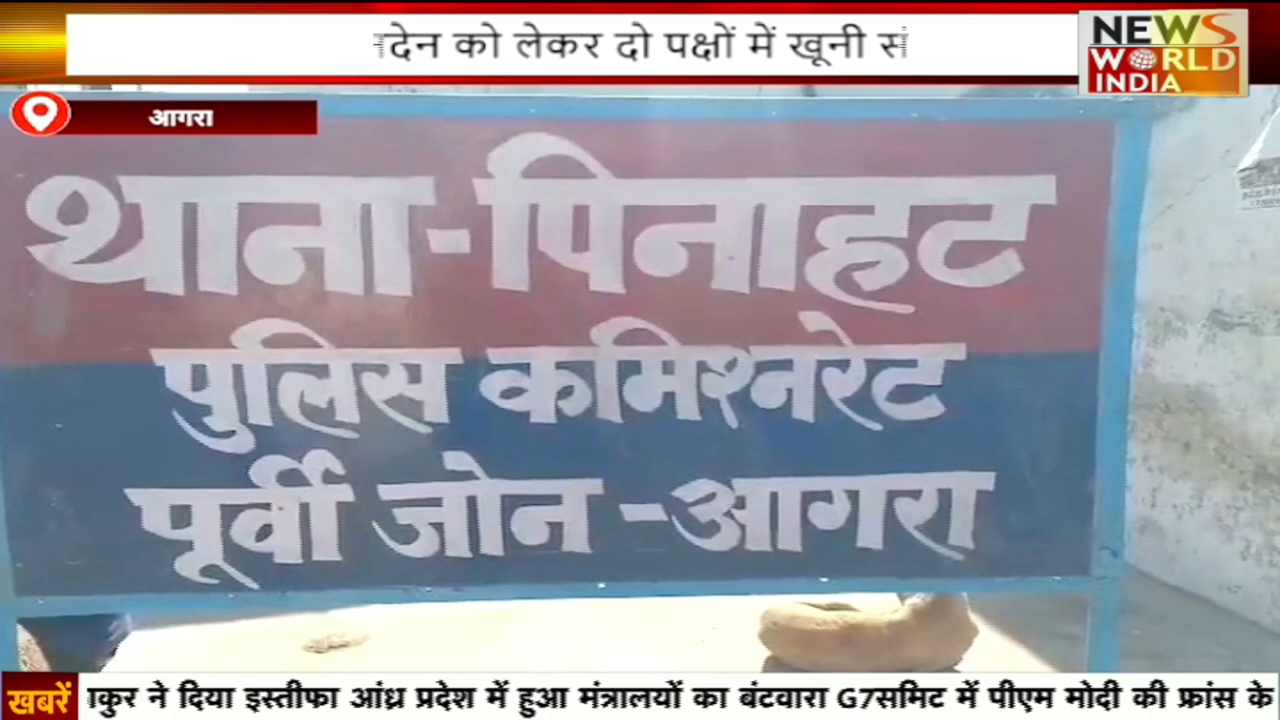 को लेकर दो पक्षों में खूनी
NEWS
WORLD
INDIA
आगरा
थाना-पिनाहट
पुलिस कमिश्नरेट
पूर्वी जोन-आगरा
खबरें
ने दिया इस्तीफा आंध्र प्रदेश में हुआ मंत्रालयों का बंटवारा G7समिट में पीएम मोदी की फ्रांस के